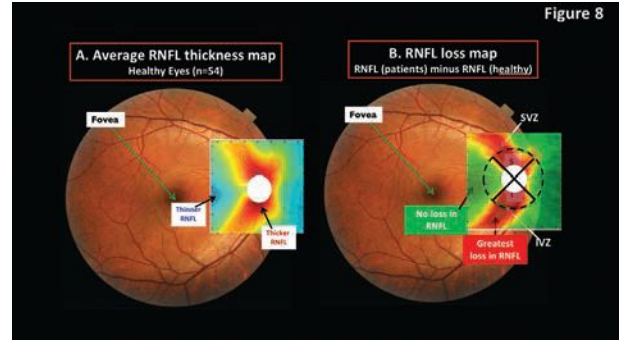 Figure 8
A. Average RNFL thickness map
Healthy Eyes (n=54)
Fovea
Thinner
RNFL
Thicker
RNFL
B. RNFL loss map
RNFL (patients) minus RNFL (healthy)
SVZ
Fovea
No loss in
RNFL
Greatest
loss in RNFL
IVZ